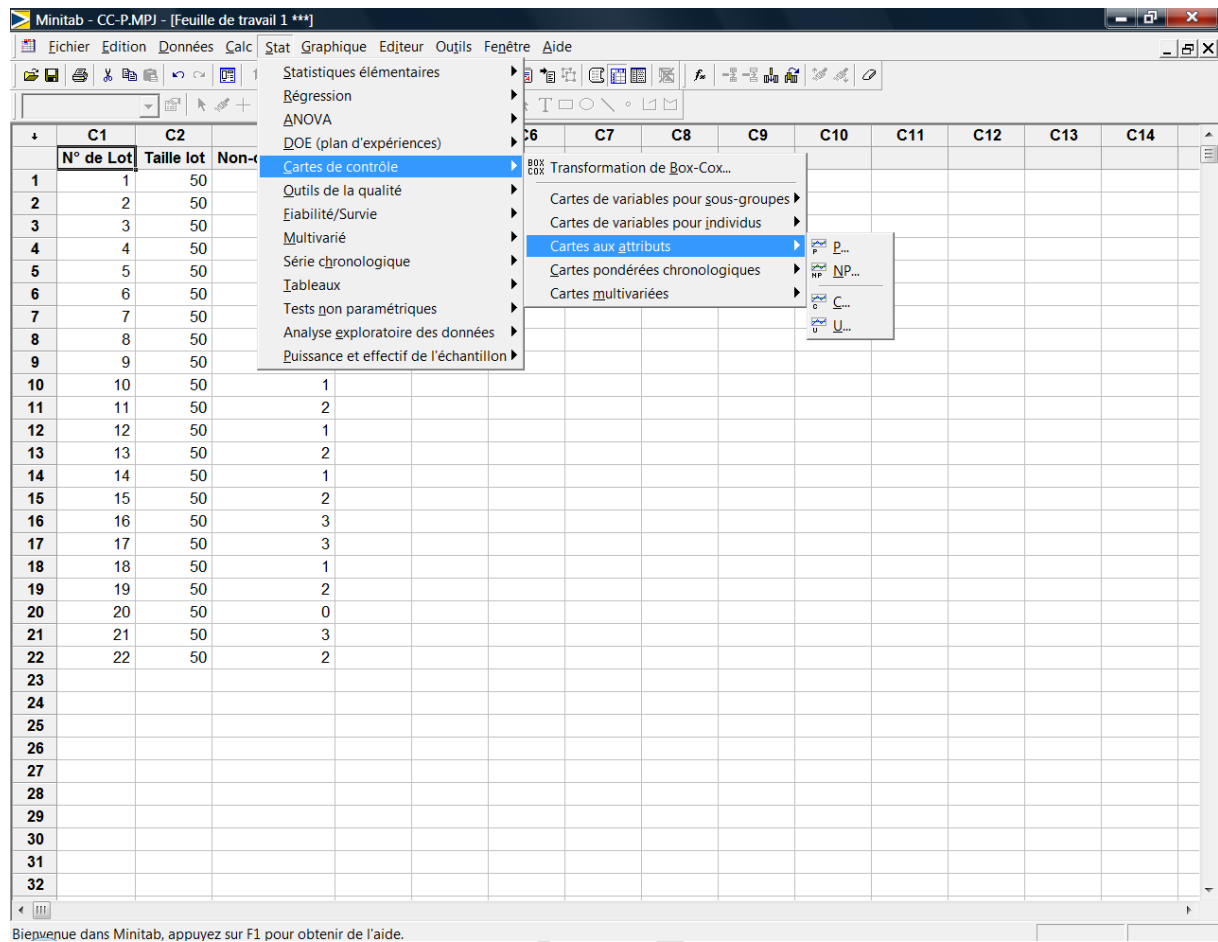 Minitab - CC-P.MPJ - [Feuille de travail 1 ***]
Fichier Edition Données Calc Stat Graphique Editeur Outils Fenêtre Aide
Statistiques élémentaires
Régression
ANOVA
DOE (plan d'expériences)
Cartes de contrôle
Outils de la qualité
Fiabilité/Survie
Multivarié
Série chronologique
Tableaux
Tests non paramétriques
Analyse exploratoire des données
Puissance et effectif de l'échantillon
BOX COX Transformation de Box-Cox...
Cartes de variables pour sous-groupes
Cartes de variables pour individus
Cartes aux attributs
Cartes pondérées chronologiques
Cartes multivariées
P P...
NP NP...
C C...
U U...
C1 C2 C7 C8 C9 C10 C11 C12 C13 C14
N° de Lot Taille lot
1 1 50
2 2 50
3 3 50
4 4 50
5 5 50
6 6 50
7 7 50
8 8 50
9 9 50
10 10 50 1
11 11 50 2
12 12 50 1
13 13 50 2
14 14 50 1
15 15 50 2
16 16 50 3
17 17 50 3
18 18 50 1
19 19 50 2
20 20 50 0
21 21 50 3
22 22 50 2
23
24
25
26
27
28
29
30
31
32
Bienvenue dans Minitab, appuyez sur F1 pour obtenir de l'aide.